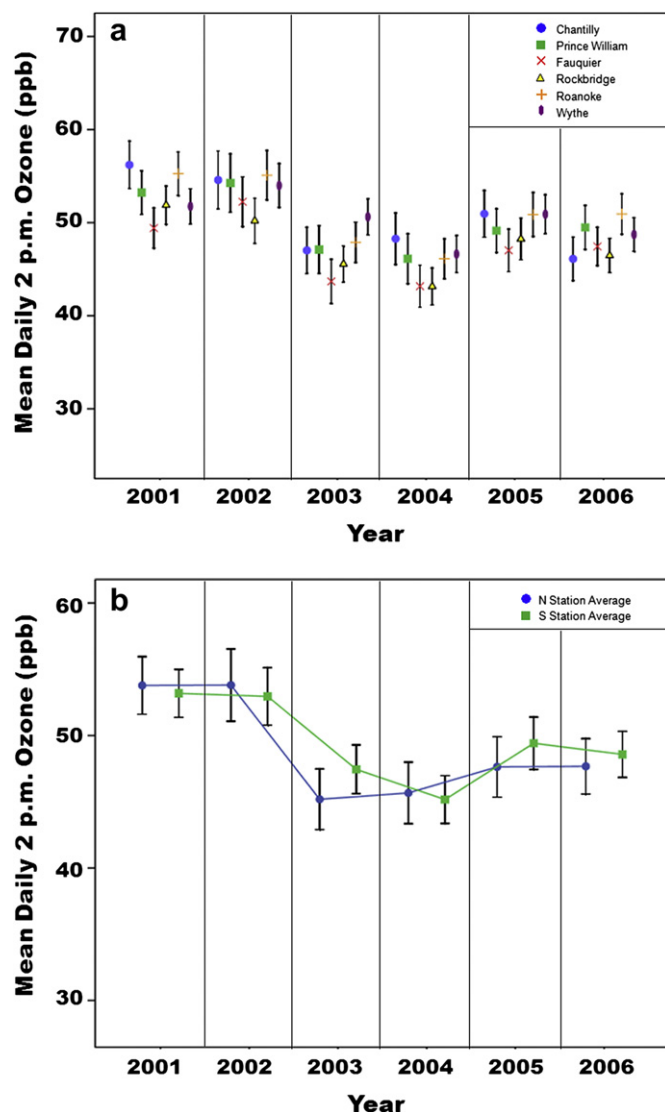 a
Mean Daily 2 p.m. Ozone (ppb)
70
60
50
40
30
Chantilly
Prince William
Fauquier
Rockbridge
Roanoke
Wythe
2001 2002 2003 2004 2005 2006
Year
b
Mean Daily 2 p.m. Ozone (ppb)
60
50
40
30
N Station Average
S Station Average
2001 2002 2003 2004 2005 2006
Year